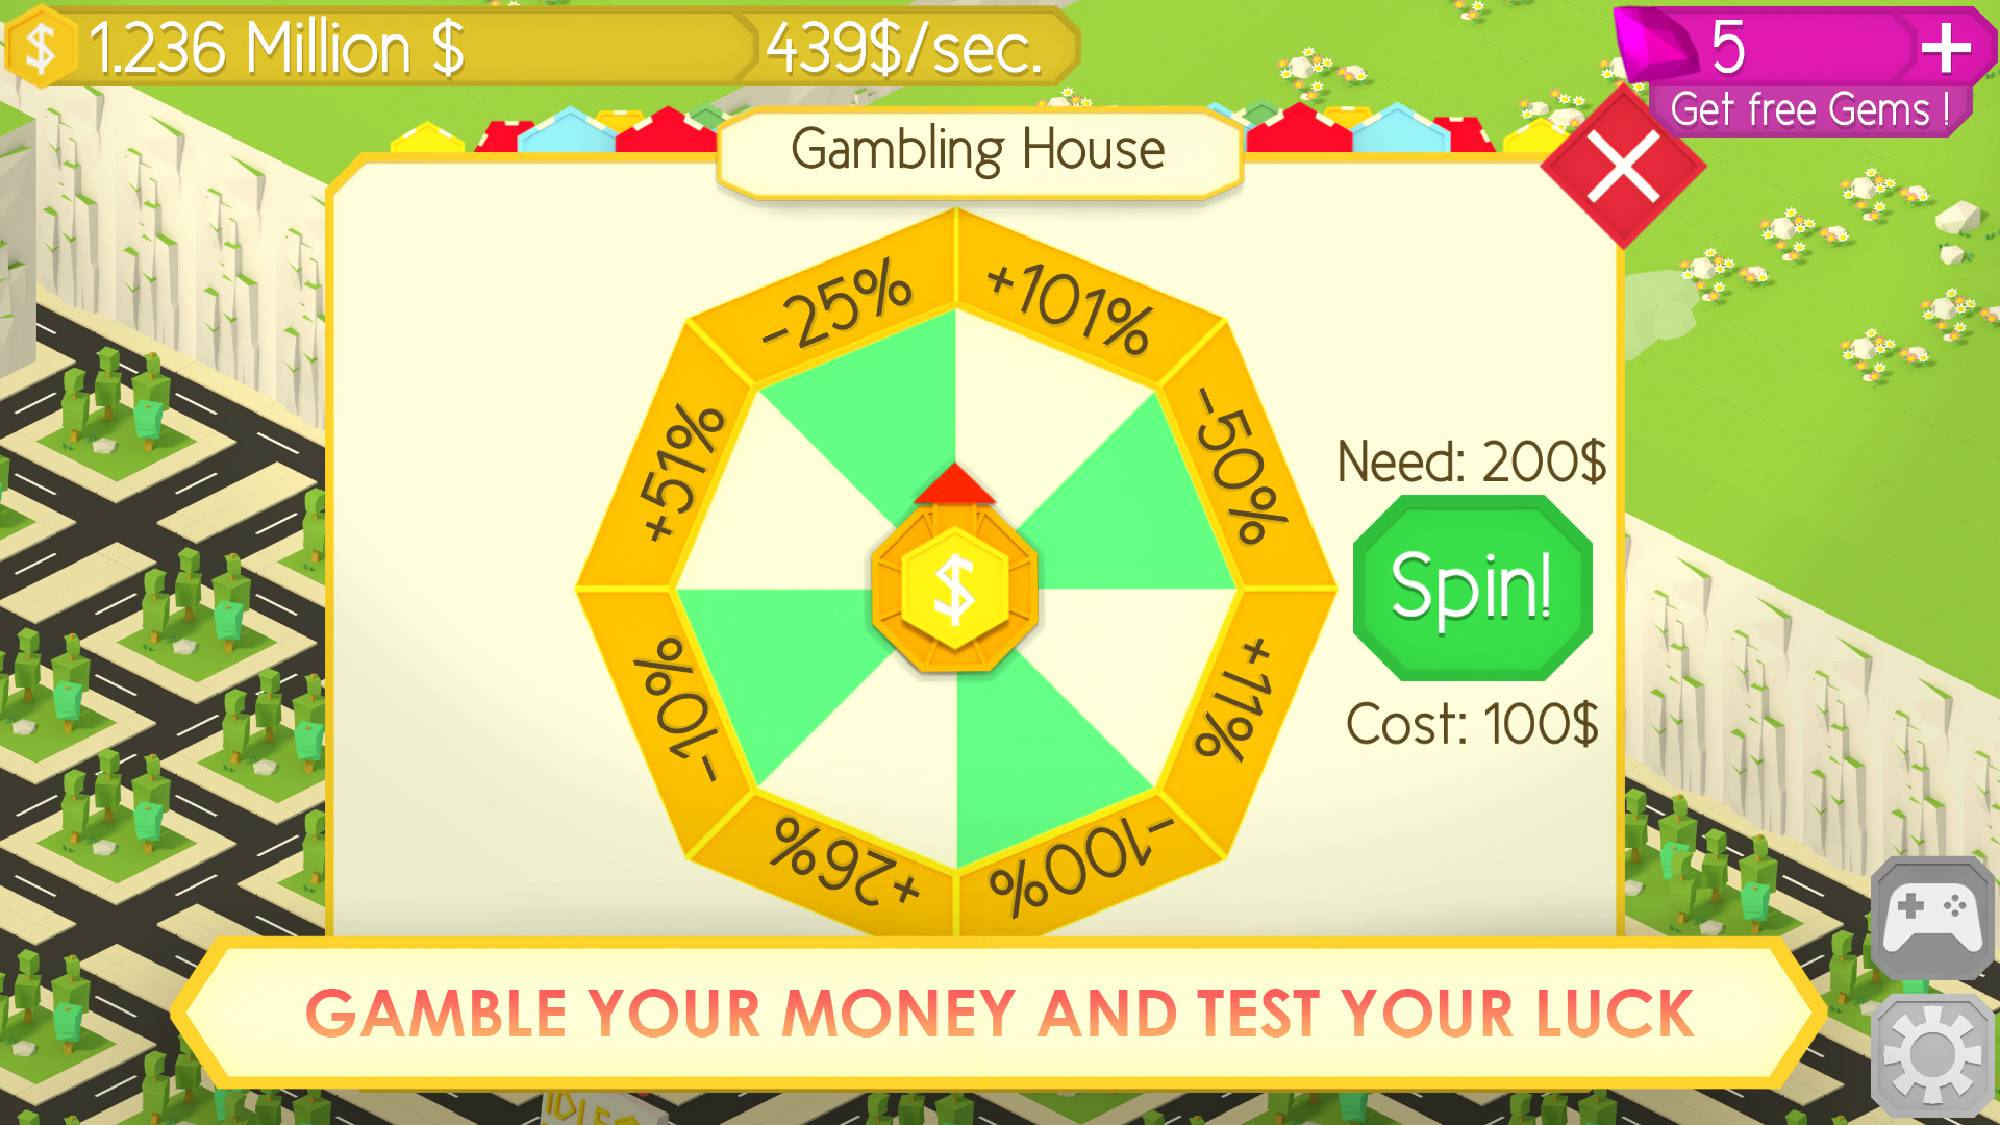 $ 1.236 Million $ 439$/sec.
5 +
Get free Gems !
Gambling House
-25%
+101%
+51%
-50%
Need: 200$
$
Spin!
-10%
+11%
Cost: 100$
+26%
-100%
GAMBLE YOUR MONEY AND TEST YOUR LUCK
IDLE